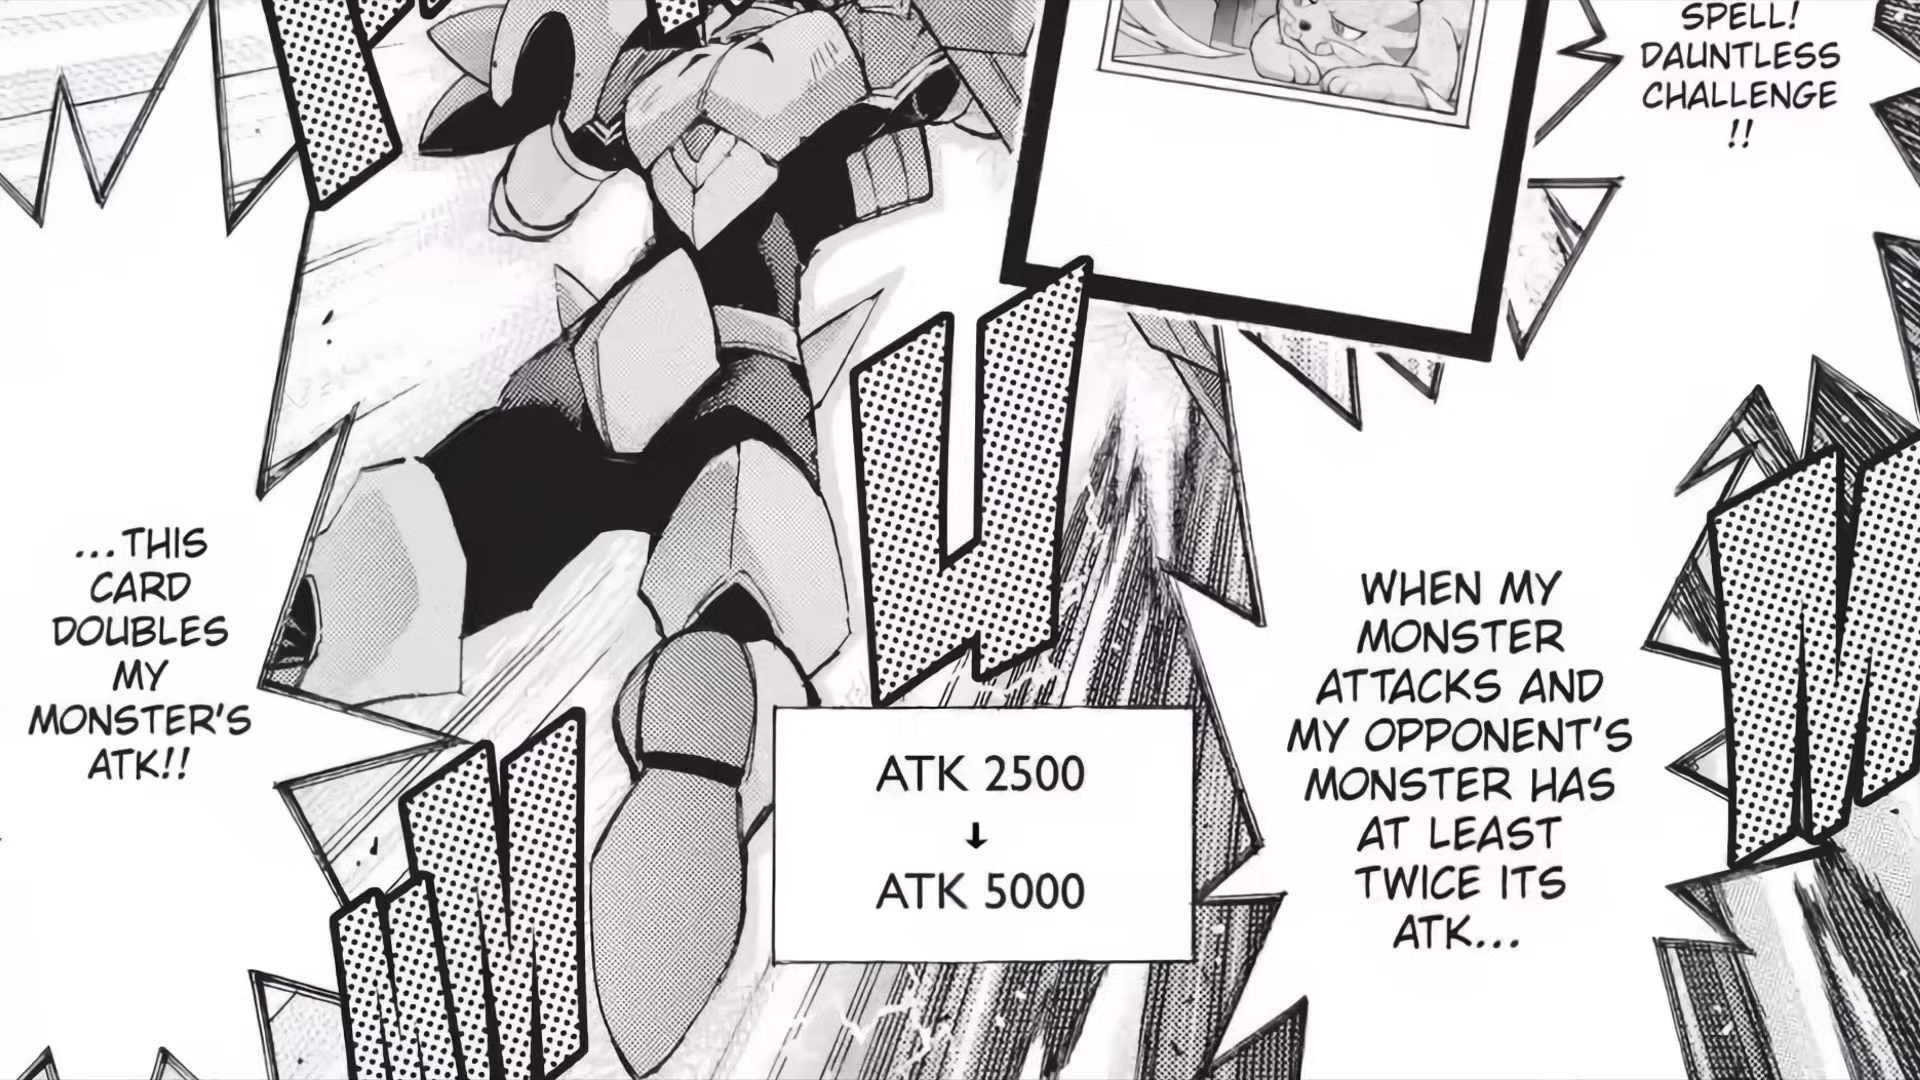 SPELL!
DAUNTLESS
CHALLENGE
!!
WHEN MY
MONSTER
ATTACKS AND
MY OPPONENT'S
MONSTER HAS
AT LEAST
TWICE ITS
ATK...
ATK 2500
↓
ATK 5000
...THIS
CARD
DOUBLES
MY
MONSTER'S
ATK!!